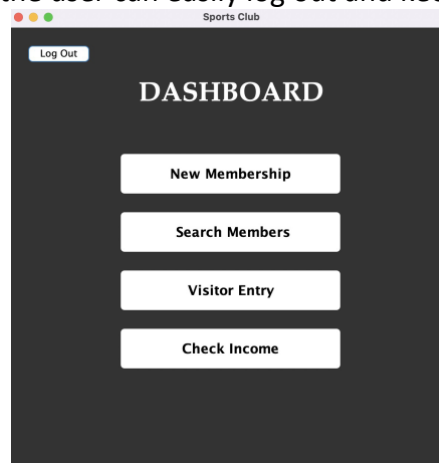 the user can easily log out and
Sports Club
Log Out
DASHBOARD
New Membership
Search Members
Visitor Entry
Check Income